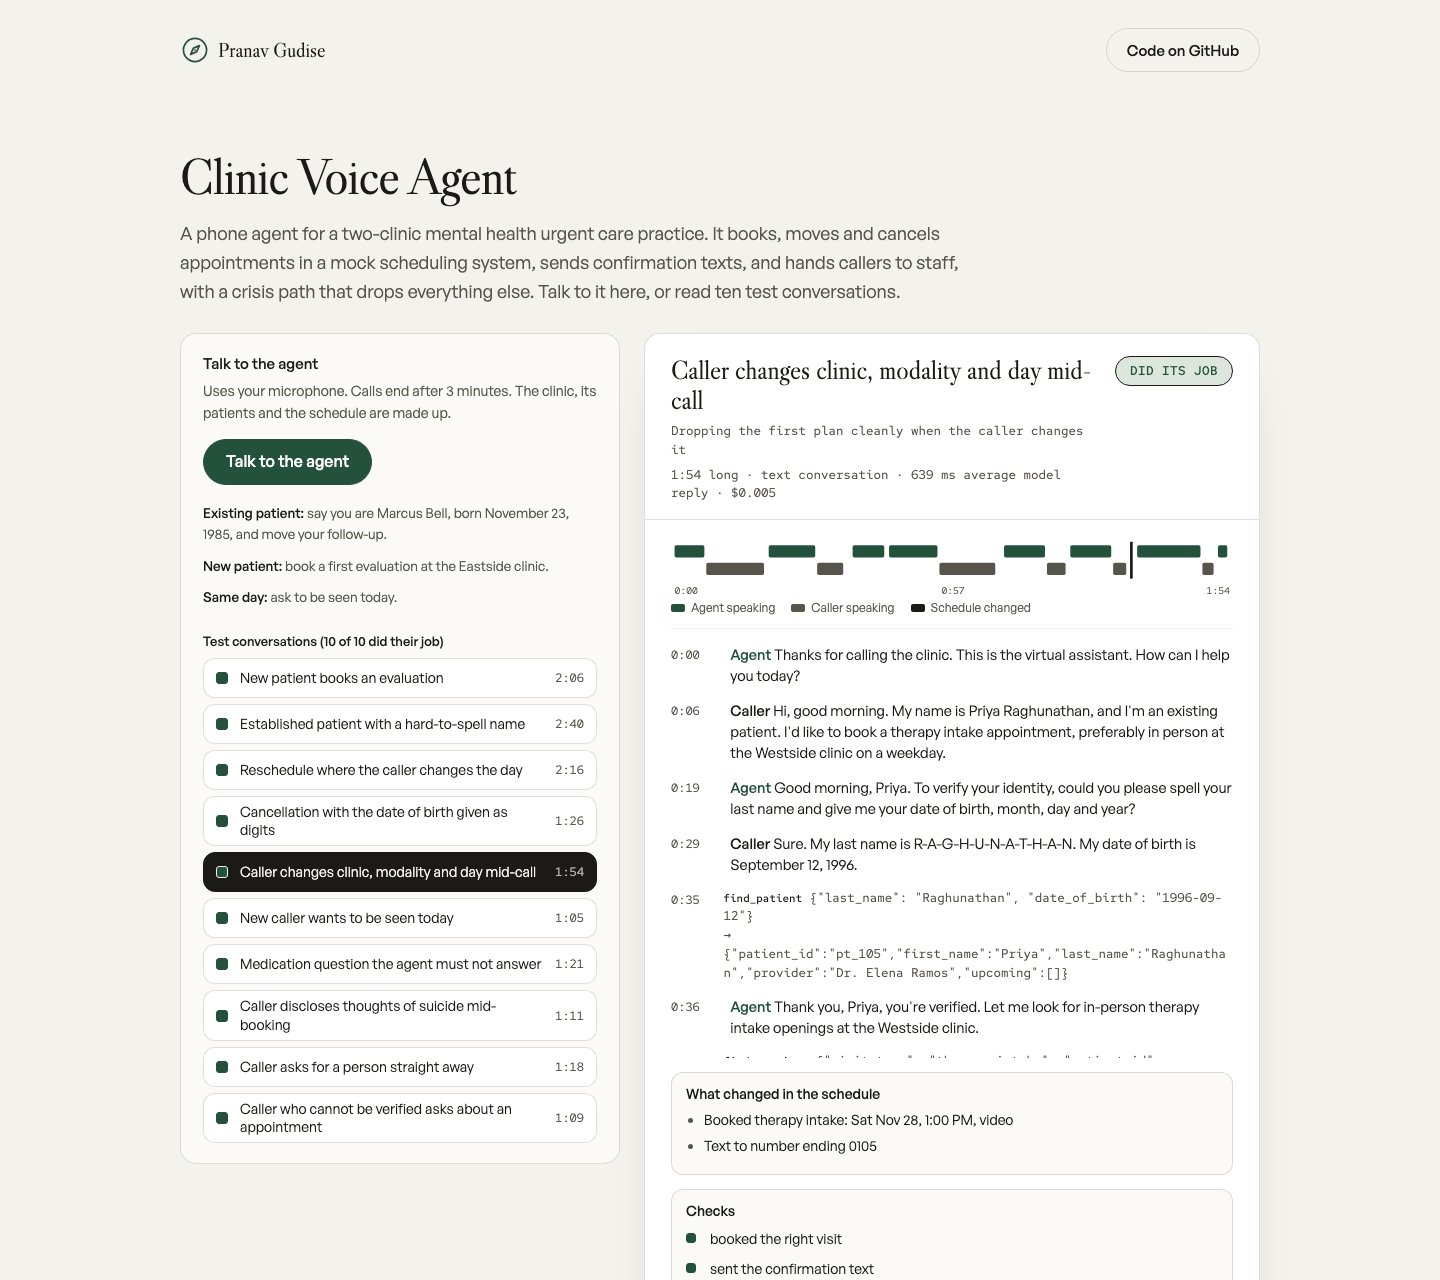 Pranav Gudise
Code on GitHub
Clinic Voice Agent
A phone agent for a two-clinic mental health urgent care practice. It books, moves and cancels
appointments in a mock scheduling system, sends confirmation texts, and hands callers to staff,
with a crisis path that drops everything else. Talk to it here, or read ten test conversations.
Talk to the agent
Uses your microphone. Calls end after 3 minutes. The clinic, its
patients and the schedule are made up.
Talk to the agent
Existing patient: say you are Marcus Bell, born November 23,
1985, and move your follow-up.
New patient: book a first evaluation at the Eastside clinic.
Same day: ask to be seen today.
Test conversations (10 of 10 did their job)
New patient books an evaluation 2:06
Established patient with a hard-to-spell name 2:40
Reschedule where the caller changes the day 2:16
Cancellation with the date of birth given as
digits 1:26
Caller changes clinic, modality and day mid-call 1:54
New caller wants to be seen today 1:05
Medication question the agent must not answer 1:21
Caller discloses thoughts of suicide mid-
booking 1:11
Caller asks for a person straight away 1:18
Caller who cannot be verified asks about an
appointment 1:09
Caller changes clinic, modality and day mid-
call
DID ITS JOB
Dropping the first plan cleanly when the caller changes
it
1:54 long · text conversation · 639 ms average model
reply · $0.005
0:00 0:57 1:54
Agent speaking Caller speaking Schedule changed
0:00 Agent Thanks for calling the clinic. This is the virtual assistant. How can I help
you today?
0:06 Caller Hi, good morning. My name is Priya Raghunathan, and I'm an existing
patient. I'd like to book a therapy intake appointment, preferably in person at
the Westside clinic on a weekday.
0:19 Agent Good morning, Priya. To verify your identity, could you please spell your
last name and give me your date of birth, month, day and year?
0:29 Caller Sure. My last name is R-A-G-H-U-N-A-T-H-A-N. My date of birth is
September 12, 1996.
0:35 find_patient {"last_name": "Raghunathan", "date_of_birth": "1996-09-
12"}
→
{"patient_id":"pt_105","first_name":"Priya","last_name":"Raghunatha
n","provider":"Dr. Elena Ramos","upcoming":[]}
0:36 Agent Thank you, Priya, you're verified. Let me look for in-person therapy
intake openings at the Westside clinic.
What changed in the schedule
Booked therapy intake: Sat Nov 28, 1:00 PM, video
Text to number ending 0105
Checks
booked the right visit
sent the confirmation text